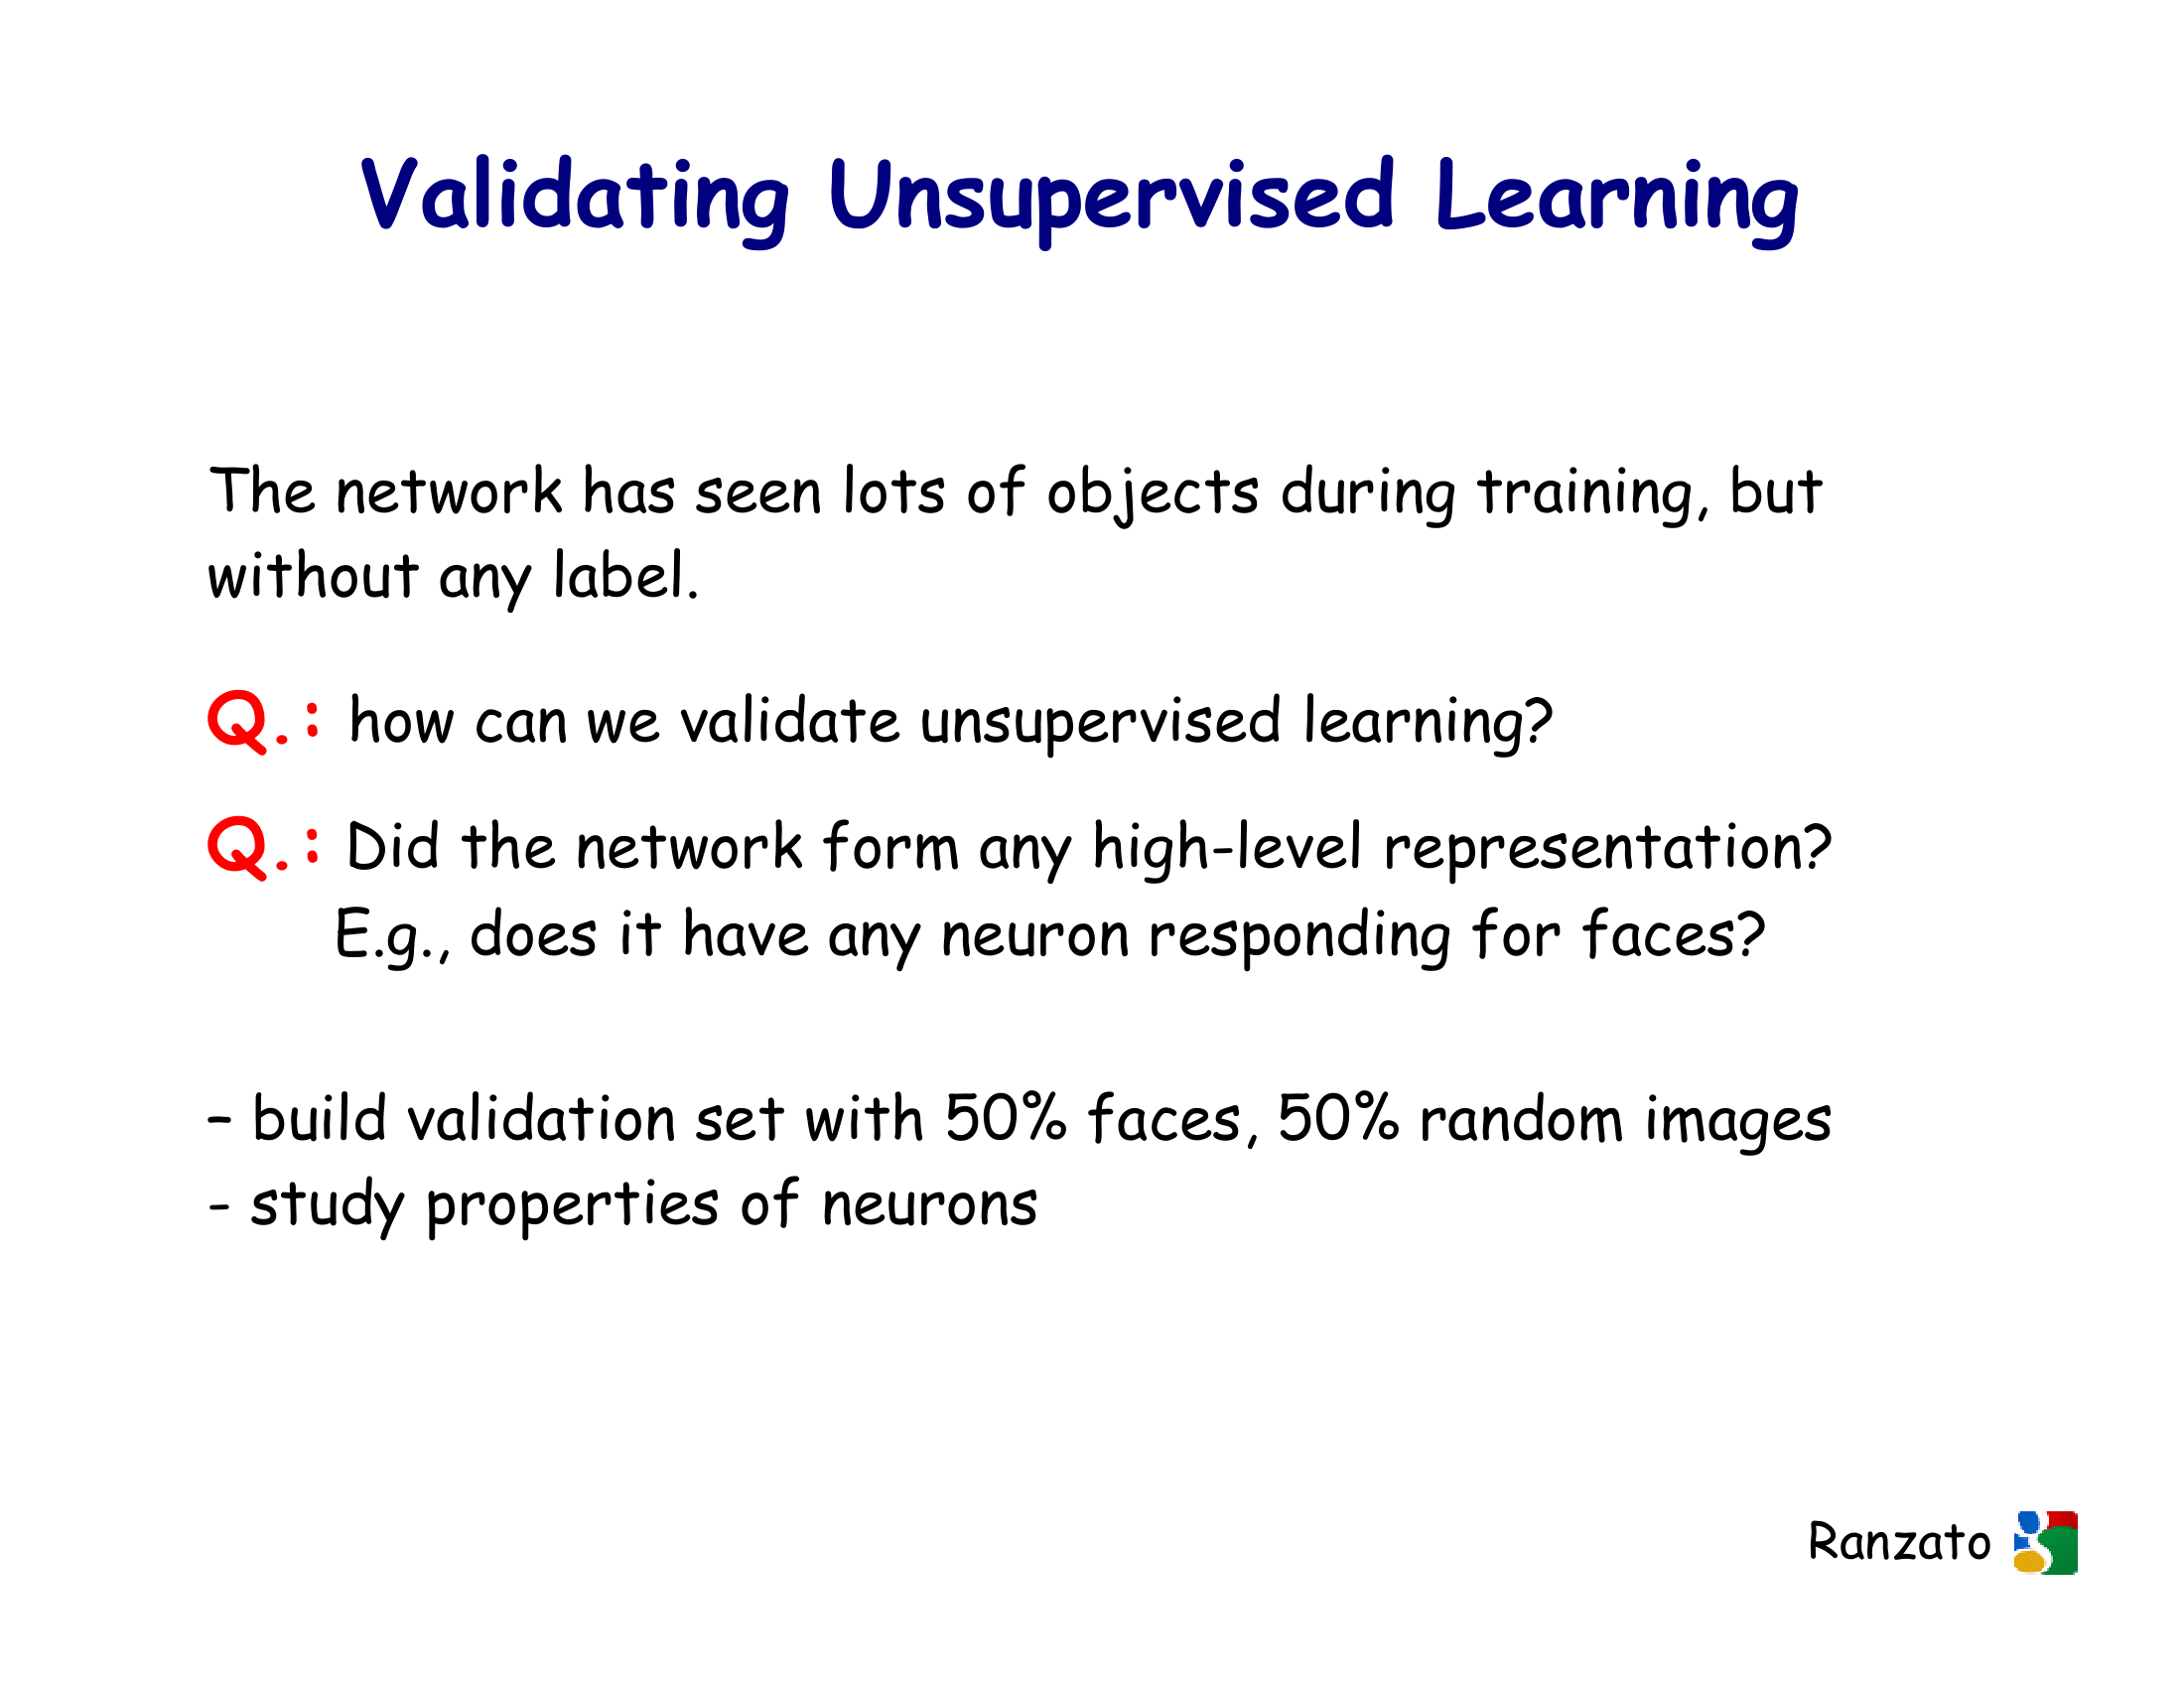 Validating Unsupervised Learning
The network has seen lots of objects during training, but
without any label.
Q.: how can we validate unsupervised learning?
Q.: Did the network form any high-level representation?
E.g., does it have any neuron responding for faces?
- build validation set with 50% faces, 50% random images
- study properties of neurons
Ranzato